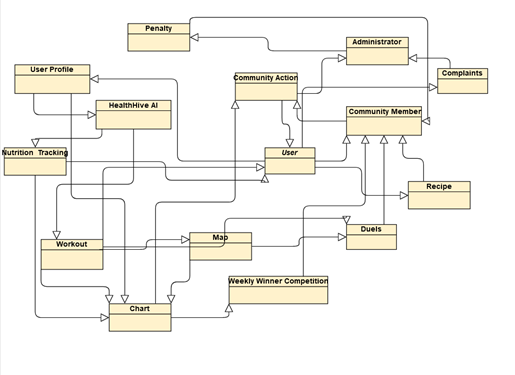 Penalty
Administrator
User Profile
Community Action
Complaints
HealthHive AI
Community Member
Nutrition Tracking
User
Recipe
Duels
Map
Workout
Weekly Winner Competition
Chart